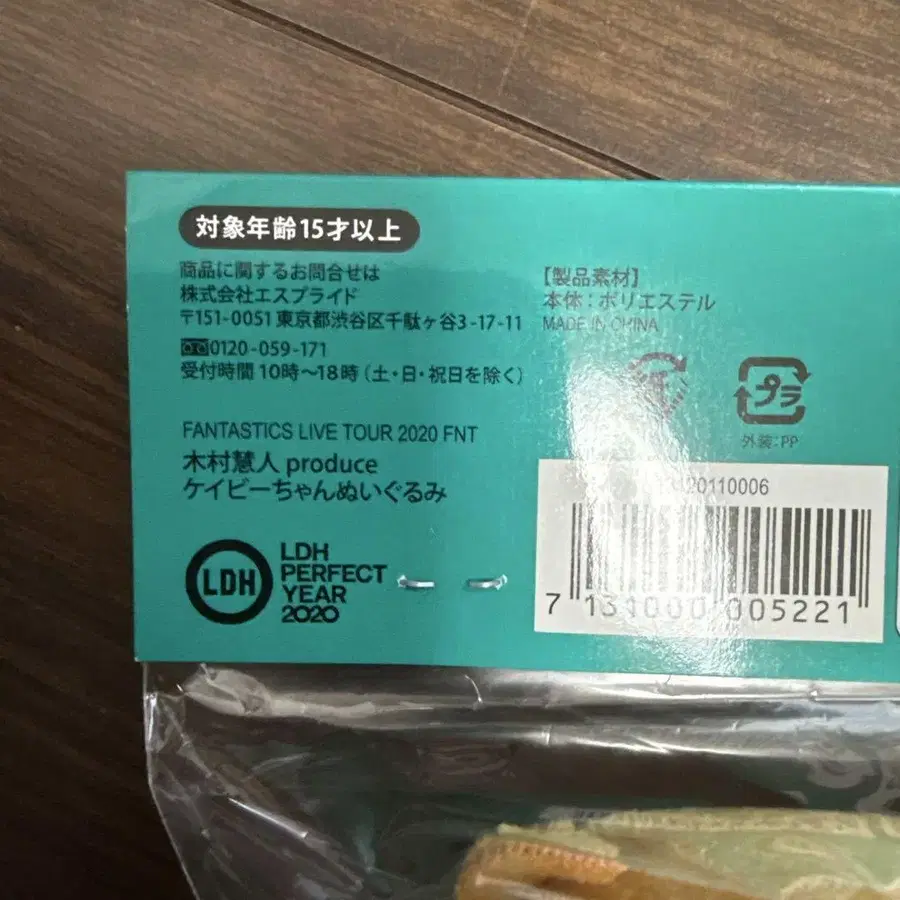 対象年齢15才以上
商品に関するお問合せは
株式会社エスプライド
〒151-0051 東京都渋谷区千駄ヶ谷3-17-11
0120-059-171
受付時間 10時〜18時（土・日・祝日を除く）
FANTASTICS LIVE TOUR 2020 FNT
木村慧人 produce
ケイビーちゃんぬいぐるみ
LDH
LDH
PERFECT
YEAR
2020
【製品素材】
本体：ポリエステル
MADE IN CHINA
プラ
外装：PP
20110006
7 131000 005221